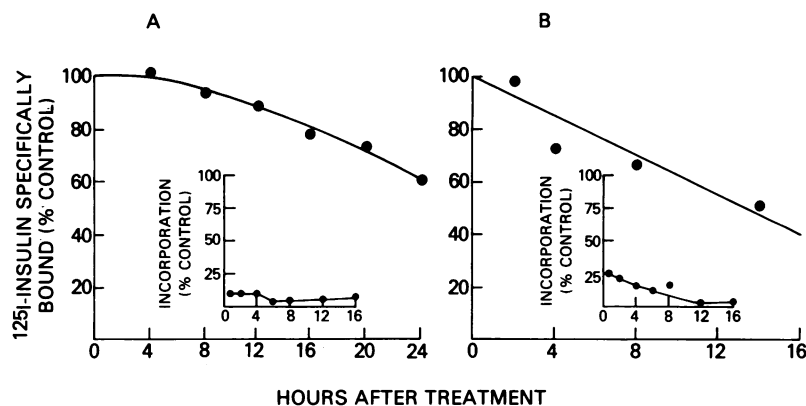 A
B
125I-INSULIN SPECIFICALLY
BOUND (% CONTROL)
100
80
60
40
20
0 4 8 12 16 20 24
INCORPORATION
(% CONTROL)
100
75
50
25
0 4 8 12 16
100
80
60
40
20
0 4 8 12 16
INCORPORATION
(% CONTROL)
100
75
50
25
0 4 8 12 16
HOURS AFTER TREATMENT